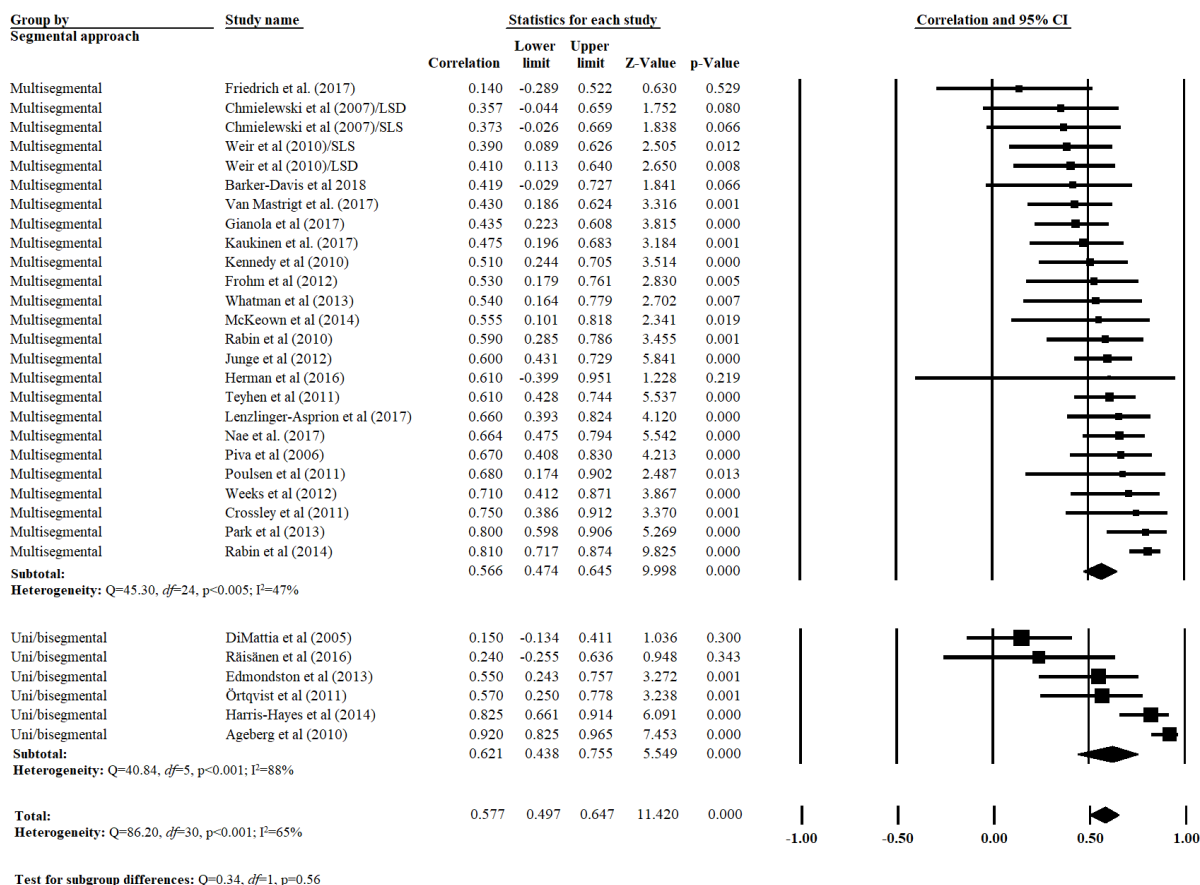 Group by Study name Statistics for each study Correlation and 95% CI
Segmental approach
Lower Upper
Correlation limit limit Z-Value p-Value
Multisegmental Friedrich et. (2017) 0.140 -0.289 0.522 0.630 0.529
Multisegmental Chmielewski et al (2007)/LSD 0.357 -0.044 0.659 1.752 0.080
Multisegmental Chmielewski et al (2007)/SLS 0.373 -0.026 0.669 1.838 0.066
Multisegmental Weir et al (2010)/SLS 0.390 0.089 0.626 2.505 0.012
Multisegmental Weir et al (2010)/LSD 0.410 0.113 0.640 2.650 0.008
Multisegmental Barker-Davis et al 2018 0.419 -0.029 0.727 1.841 0.066
Multisegmental Van Mastrigt et. (2017) 0.430 0.186 0.624 3.316 0.001
Multisegmental Gianola et (2017) 0.435 0.223 0.608 3.815 0.000
Multisegmental Kaukinen et. (2017) 0.475 0.196 0.683 3.184 0.001
Multisegmental Kennedy et al (2010) 0.510 0.244 0.705 3.514 0.000
Multisegmental Frohm et al (2012) 0.530 0.179 0.761 2.830 0.005
Multisegmental Whatman et al (2013) 0.540 0.164 0.779 2.702 0.007
Multisegmental McKeown et al (2014) 0.555 0.101 0.818 2.341 0.019
Multisegmental Rabin et al (2010) 0.590 0.285 0.786 3.455 0.001
Multisegmental Junge et al (2012) 0.600 0.431 0.729 5.841 0.000
Multisegmental Herman et al (2016) 0.610 -0.399 0.951 1.228 0.219
Multisegmental Teyhen et al (2011) 0.610 0.428 0.744 5.537 0.000
Multisegmental Lenzlinger-Asprion et al (2017) 0.660 0.393 0.824 4.120 0.000
Multisegmental Nae et al. (2017) 0.664 0.475 0.794 5.542 0.000
Multisegmental Piva et al (2006) 0.670 0.408 0.830 4.213 0.000
Multisegmental Poulsen et al (2011) 0.680 0.174 0.902 2.487 0.013
Multisegmental Weeks et al (2012) 0.710 0.412 0.871 3.867 0.000
Multisegmental Crossley et al (2011) 0.750 0.386 0.912 3.370 0.001
Multisegmental Park et al (2013) 0.800 0.598 0.906 5.269 0.000
Multisegmental Rabin et al (2014) 0.810 0.717 0.874 9.825 0.000
Subtotal: 0.566 0.474 0.645 9.998 0.000
Heterogeneity: Q=45.30, df=24, p<0.005; I²=47%
Uni/bisegmental DiMattia et al (2005) 0.150 -0.134 0.411 1.036 0.300
Uni/bisegmental Räisänen et al (2016) 0.240 -0.255 0.636 0.948 0.343
Uni/bisegmental Edmondston et al (2013) 0.550 0.243 0.757 3.272 0.001
Uni/bisegmental Örtqvist et al (2011) 0.570 0.250 0.778 3.238 0.001
Uni/bisegmental Harris-Hayes et al (2014) 0.825 0.661 0.914 6.091 0.000
Uni/bisegmental Ageberg et al (2010) 0.920 0.825 0.965 7.453 0.000
Subtotal: 0.621 0.438 0.755 5.549 0.000
Heterogeneity: Q=40.84, df=5, p<0.001; I²=88%
Total: 0.577 0.497 0.647 11.420 0.000
Heterogeneity: Q=86.20, df=30, p<0.001; I²=65%
-1.00 -0.50 0.00 0.50 1.00
Test for subgroup differences: Q=0.34, df=1, p=0.56